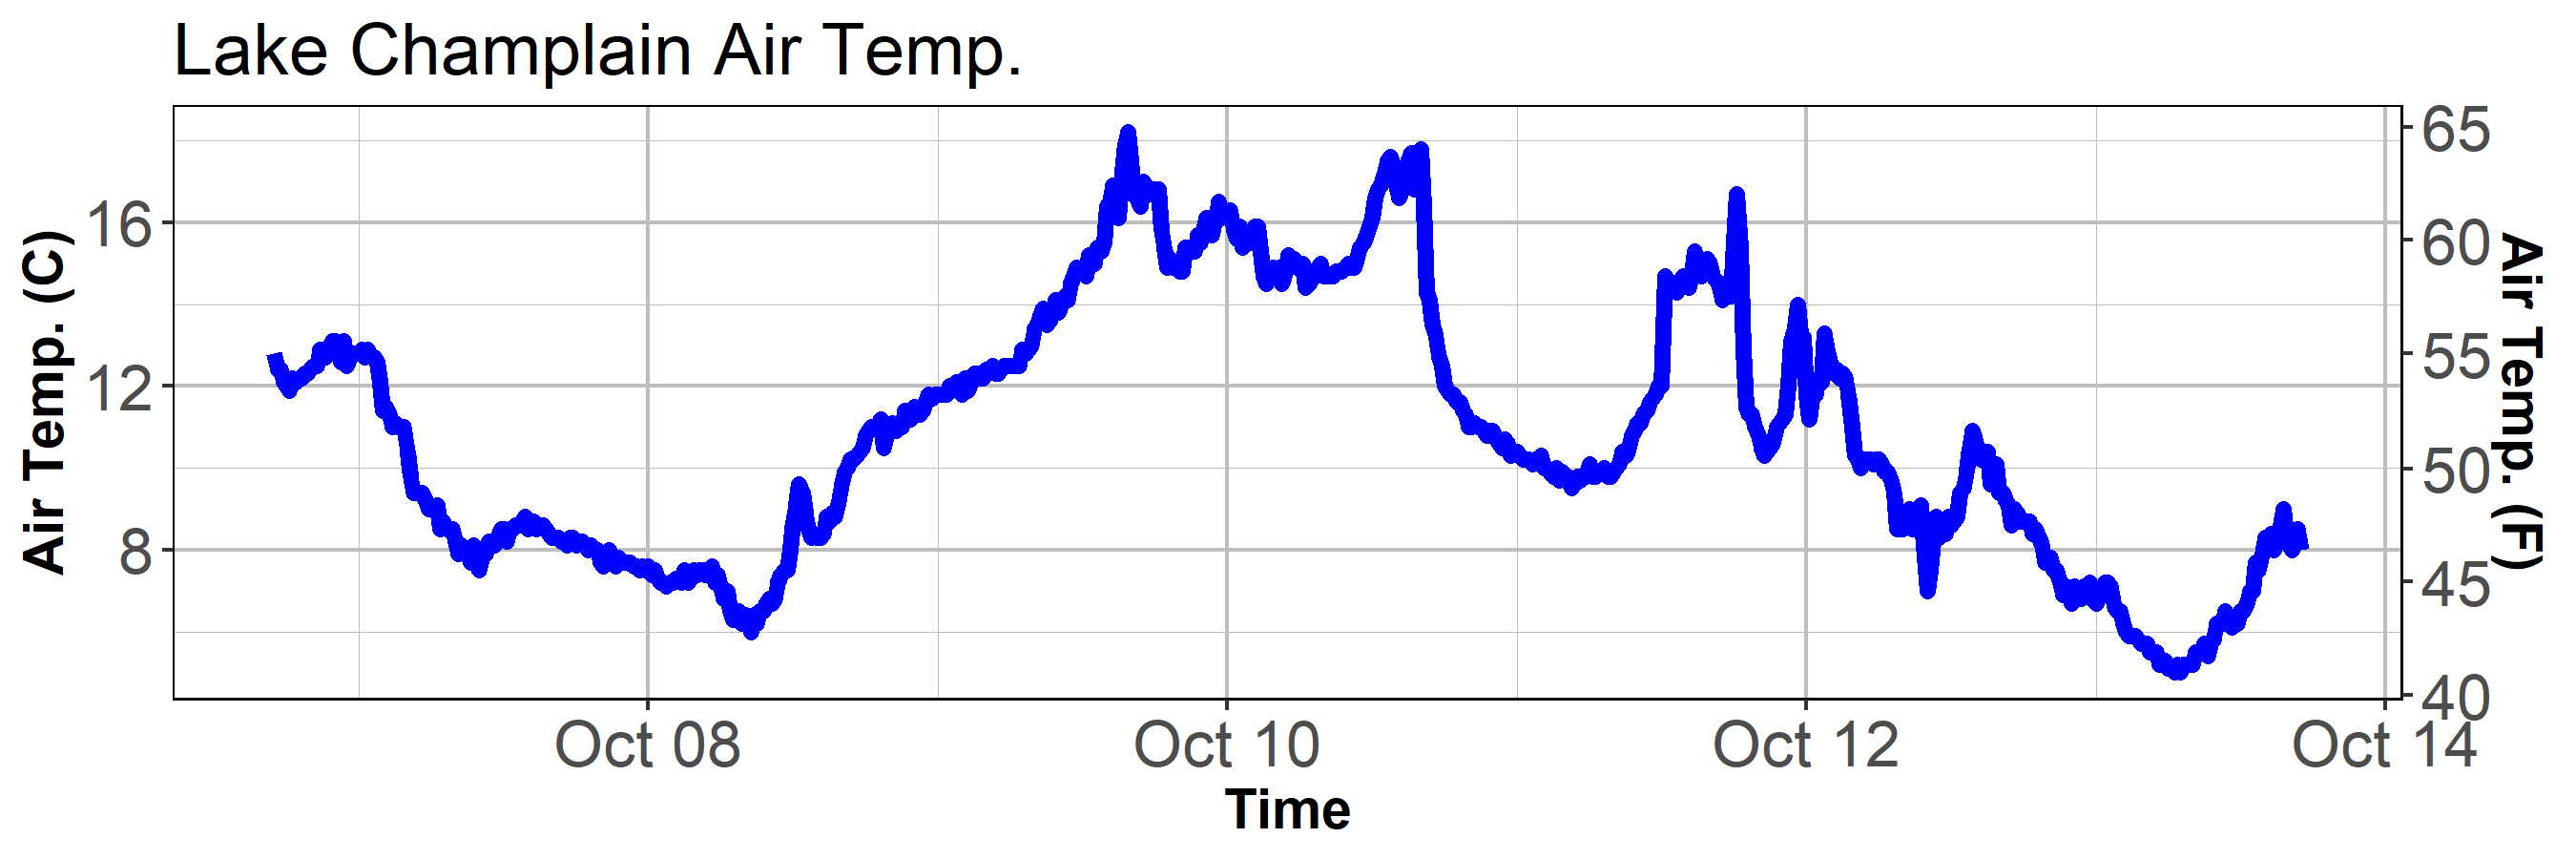 Lake Champlain Air Temp.
Air Temp. (C)
16
12
8
65
60
55
50
45
40
Air Temp. (F)
Oct 08 Oct 10 Oct 12 Oct 14
Time